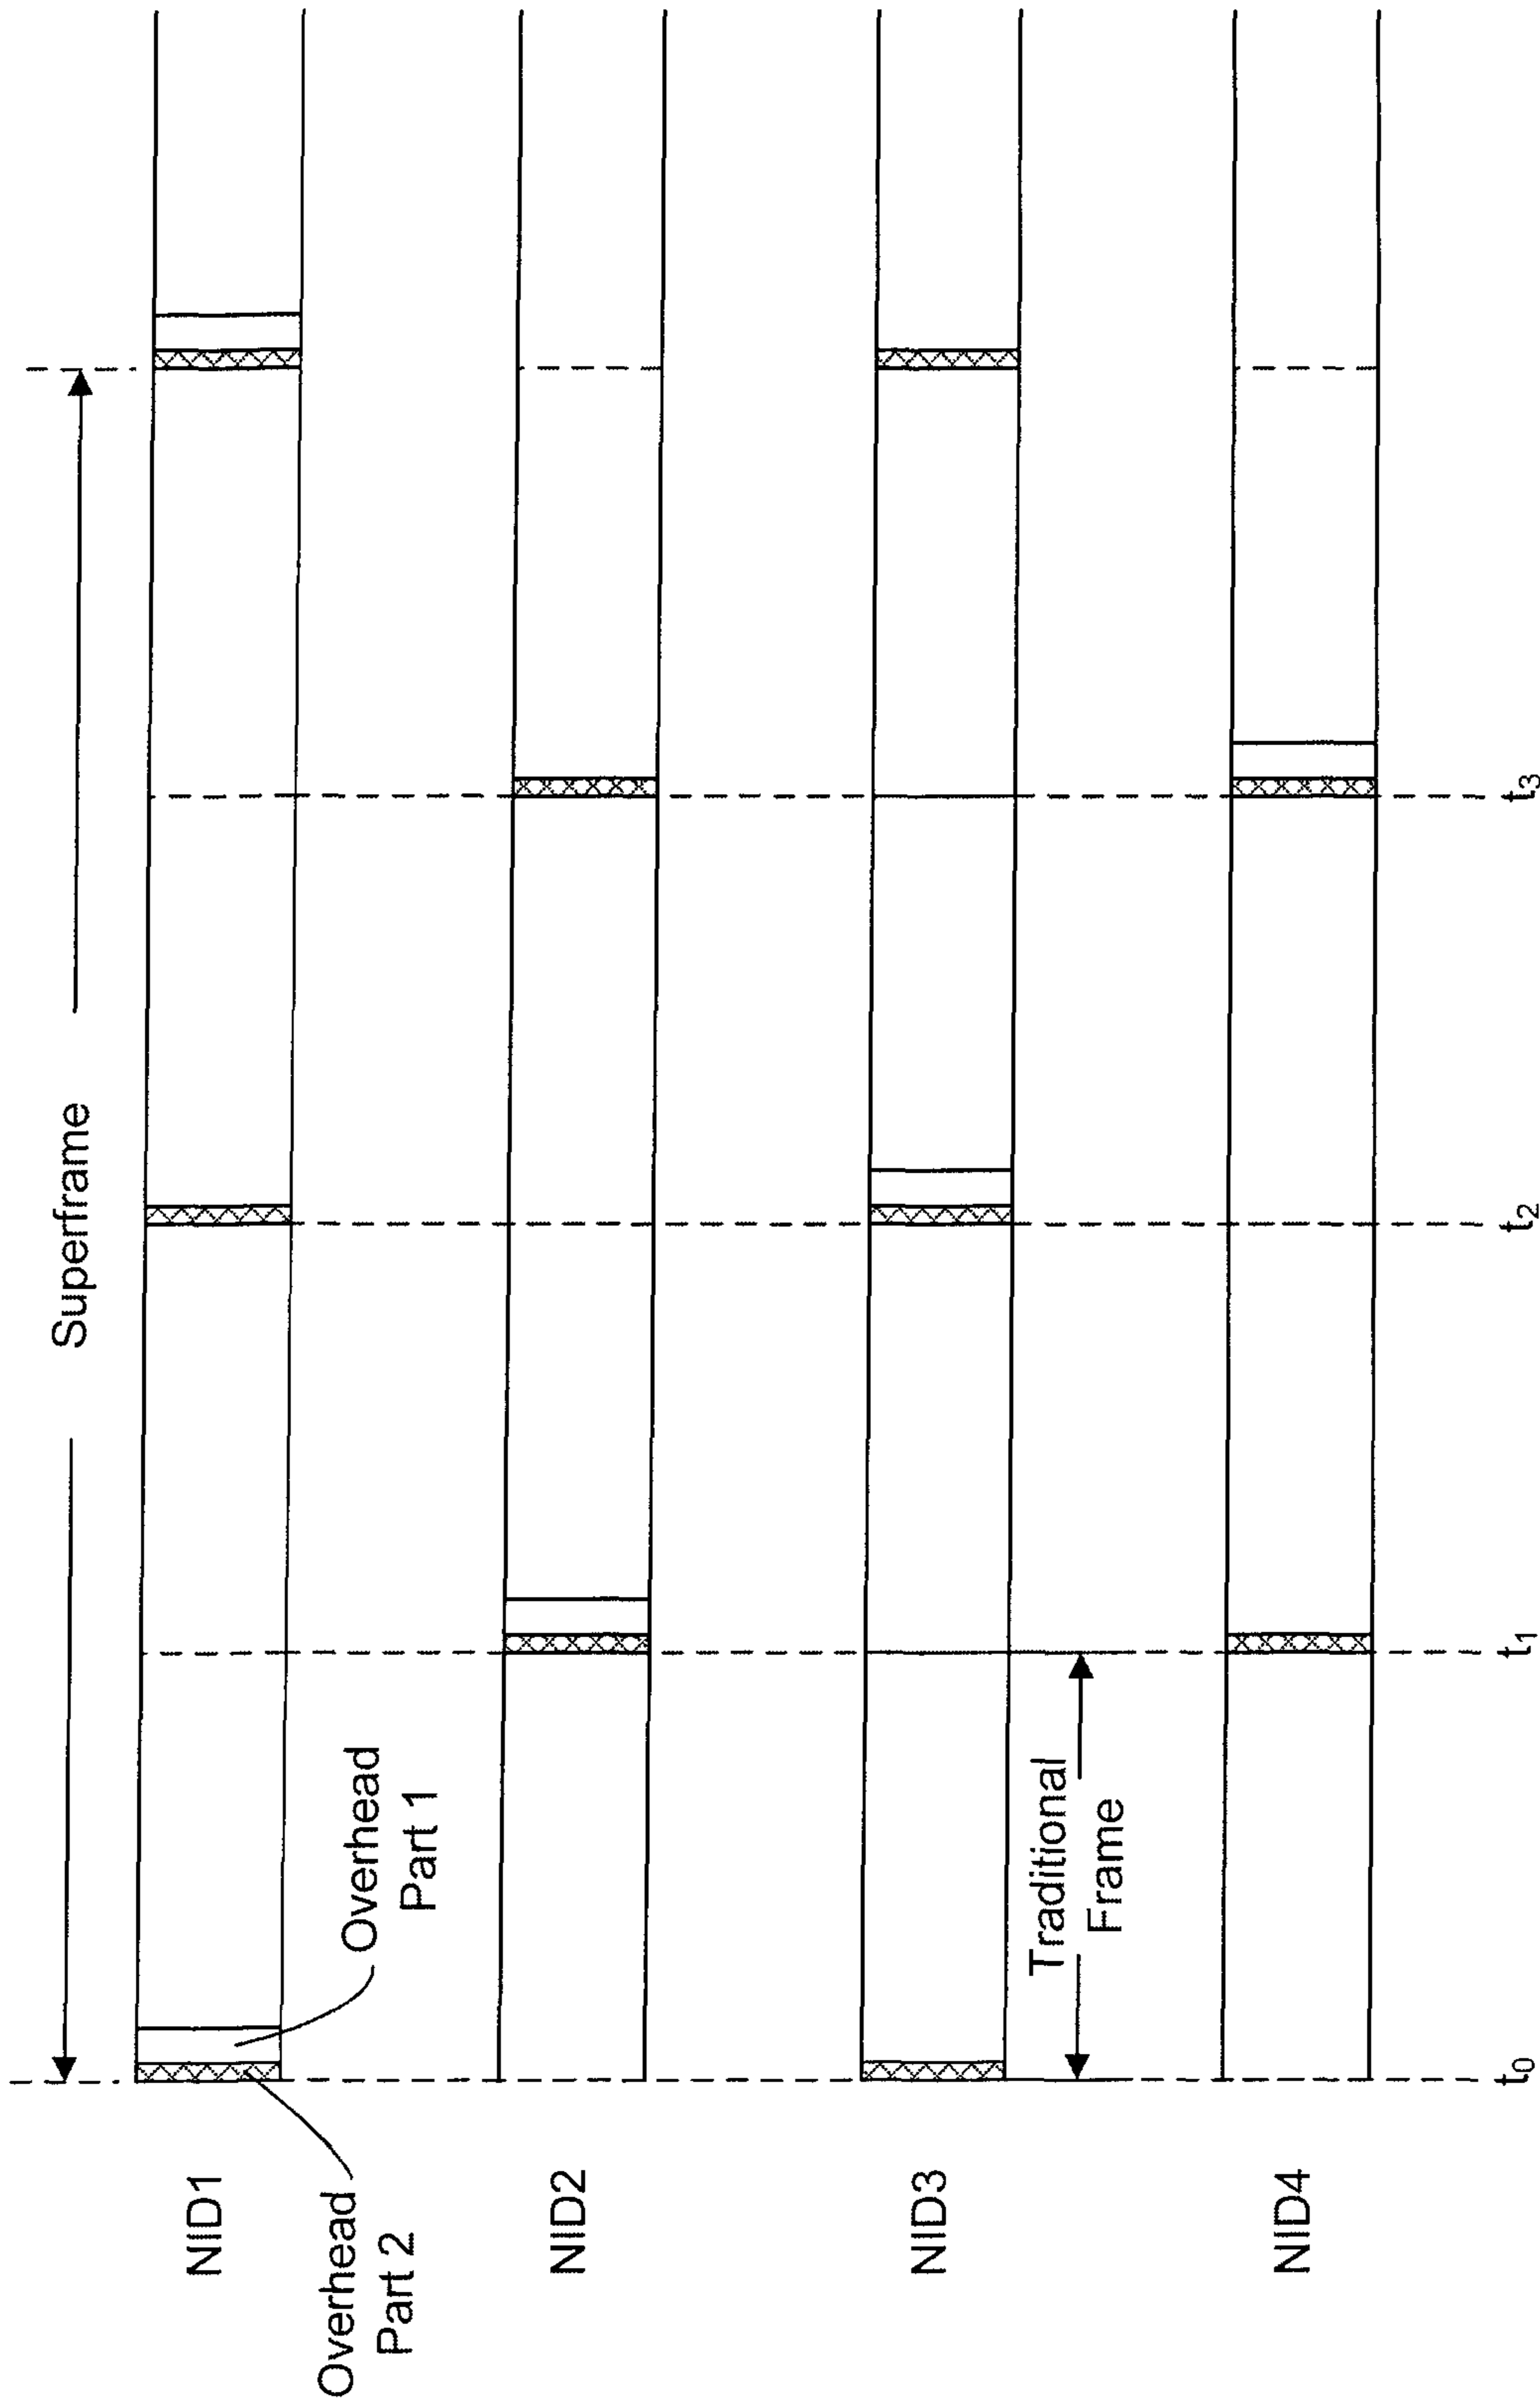 Superframe
NID1
Overhead
Part 2
Overhead
Part 1
NID2
NID3
Traditional
Frame
NID4
t0
t1
t2
t3